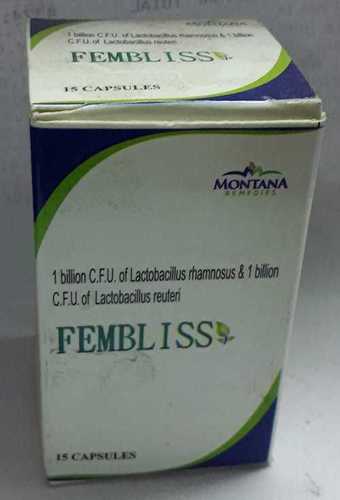 1 billion C.F.U. of Lactobacillus rhamnosus & 1 billion
C.F.U. of Lactobacillus reuteri
FEMBLISS
15 CAPSULES
MONTANA
REMEDIES
1 billion C.F.U. of Lactobacillus rhamnosus & 1 billion
C.F.U. of Lactobacillus reuteri
FEMBLISS
15 CAPSULES